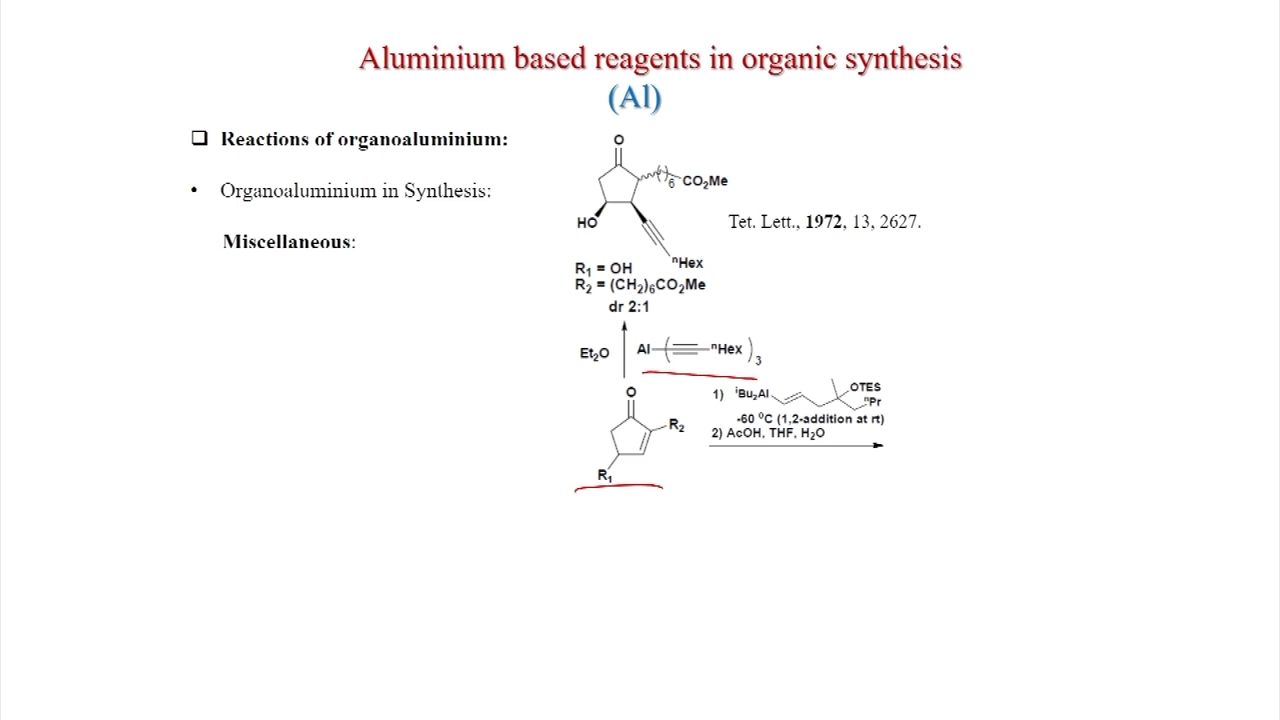 Aluminium based reagents in organic synthesis
(Al)
❑ Reactions of organoaluminium:
• Organoaluminium in Synthesis:
Miscellaneous:
O
( )6 CO2Me
HO
nHex
Tet. Lett., 1972, 13, 2627.
R1 = OH
R2 = (CH2)6CO2Me
dr 2:1
Et2O
Al ( nHex )3
O
R2
R1
1) iBu2Al
OTES
nPr
-60 ºC (1,2-addition at rt)
2) AcOH, THF, H2O